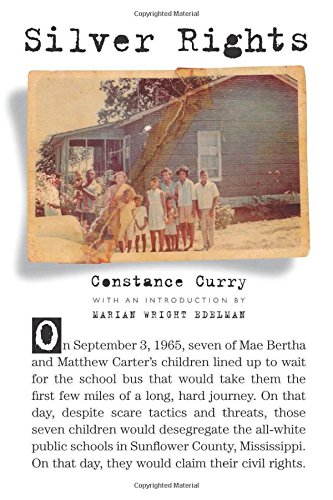 Copyrighted Material
Silver Rights
Constance Curry
WITH AN INTRODUCTION BY
MARIAN WRIGHT EDELMAN
On September 3, 1965, seven of Mae Bertha
and Matthew Carter's children lined up to wait
for the school bus that would take them the
first few miles of a long, hard journey. On that
day, despite scare tactics and threats, those
seven children would desegregate the all-white
public schools in Sunflower County, Mississippi.
On that day, they would claim their civil rights.
Copyrighted Material